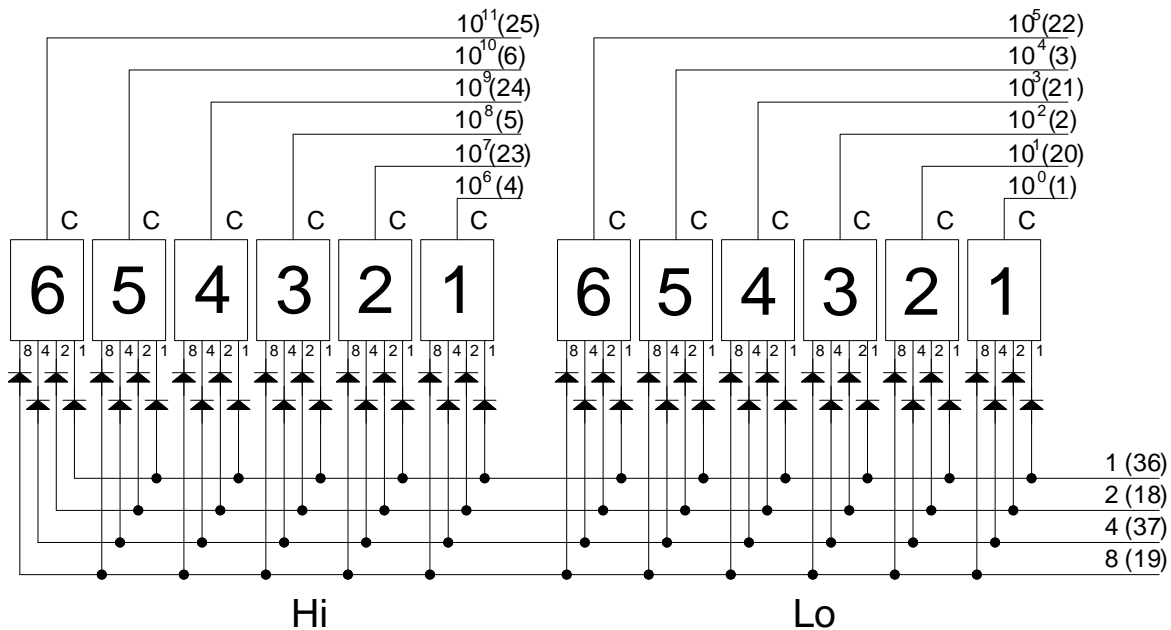 10¹¹(25) 10⁵(22)
10¹⁰(6) 10⁴(3)
10⁹(24) 10³(21)
10⁸(5) 10²(2)
10⁷(23) 10¹(20)
10⁶(4) 10⁰(1)
C C C C C C C C C C C C
6 5 4 3 2 1 6 5 4 3 2 1
8 4 2 1 8 4 2 1 8 4 2 1 8 4 2 1 8 4 2 1 8 4 2 1 8 4 2 1 8 4 2 1 8 4 2 1 8 4 2 1 8 4 2 1 8 4 2 1
1 (36)
2 (18)
4 (37)
8 (19)
Hi Lo